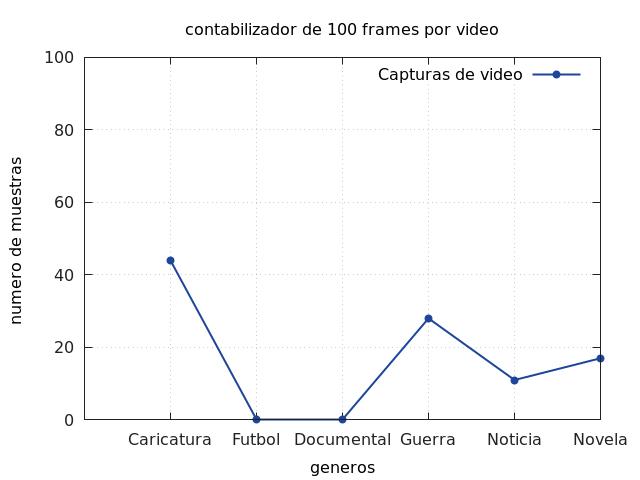 contabilizador de 100 frames por video
Capturas de video
numero de muestras
100
80
60
40
20
0
Caricatura Futbol Documental Guerra Noticia Novela
generos